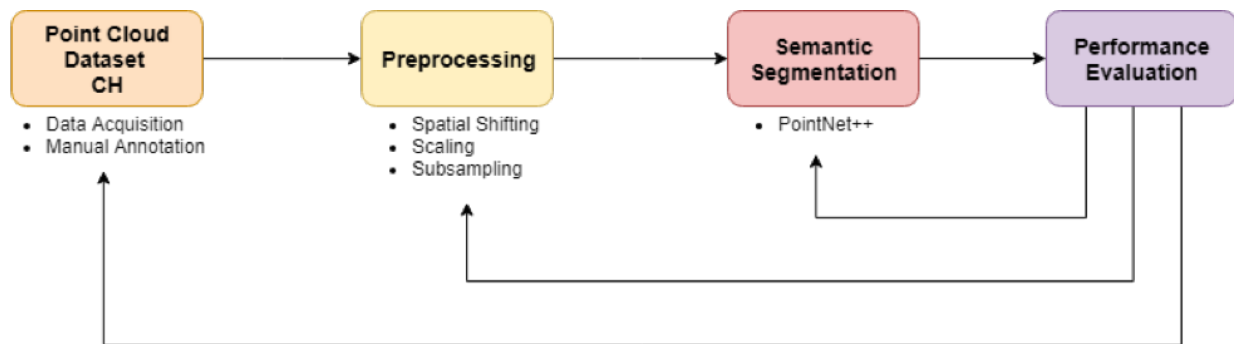 Point Cloud
Dataset
CH
Preprocessing
Semantic
Segmentation
Performance
Evaluation
• Data Acquisition
• Manual Annotation
• Spatial Shifting
• Scaling
• Subsampling
• PointNet++